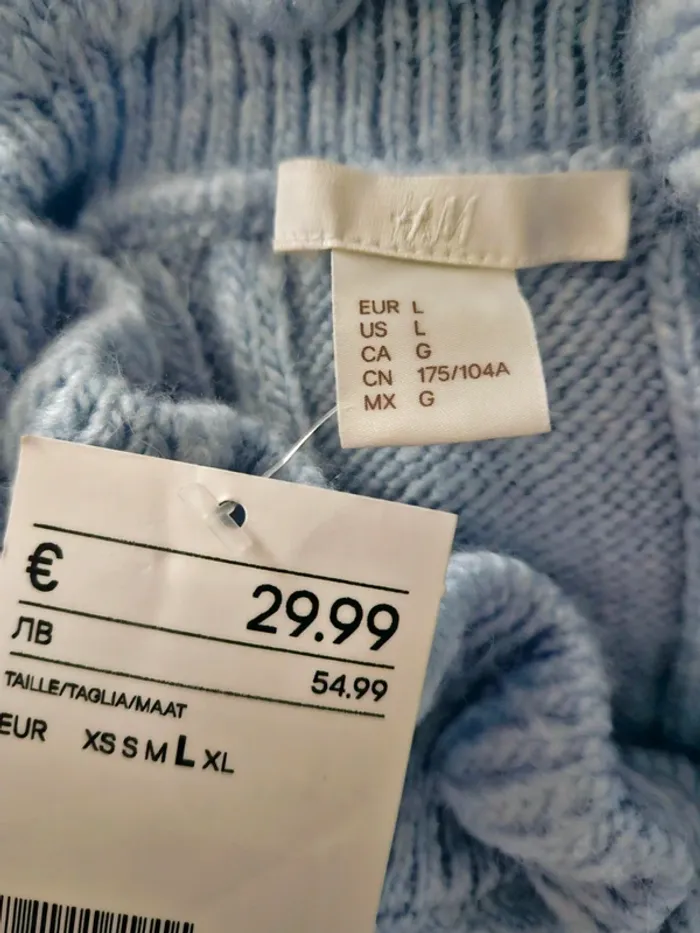 H&M
EUR L
US L
CA G
CN 175/104A
MX G
€ 29.99
ЛВ 54.99
TAILLE/TAGLIA/MAAT
EUR XS S M L XL